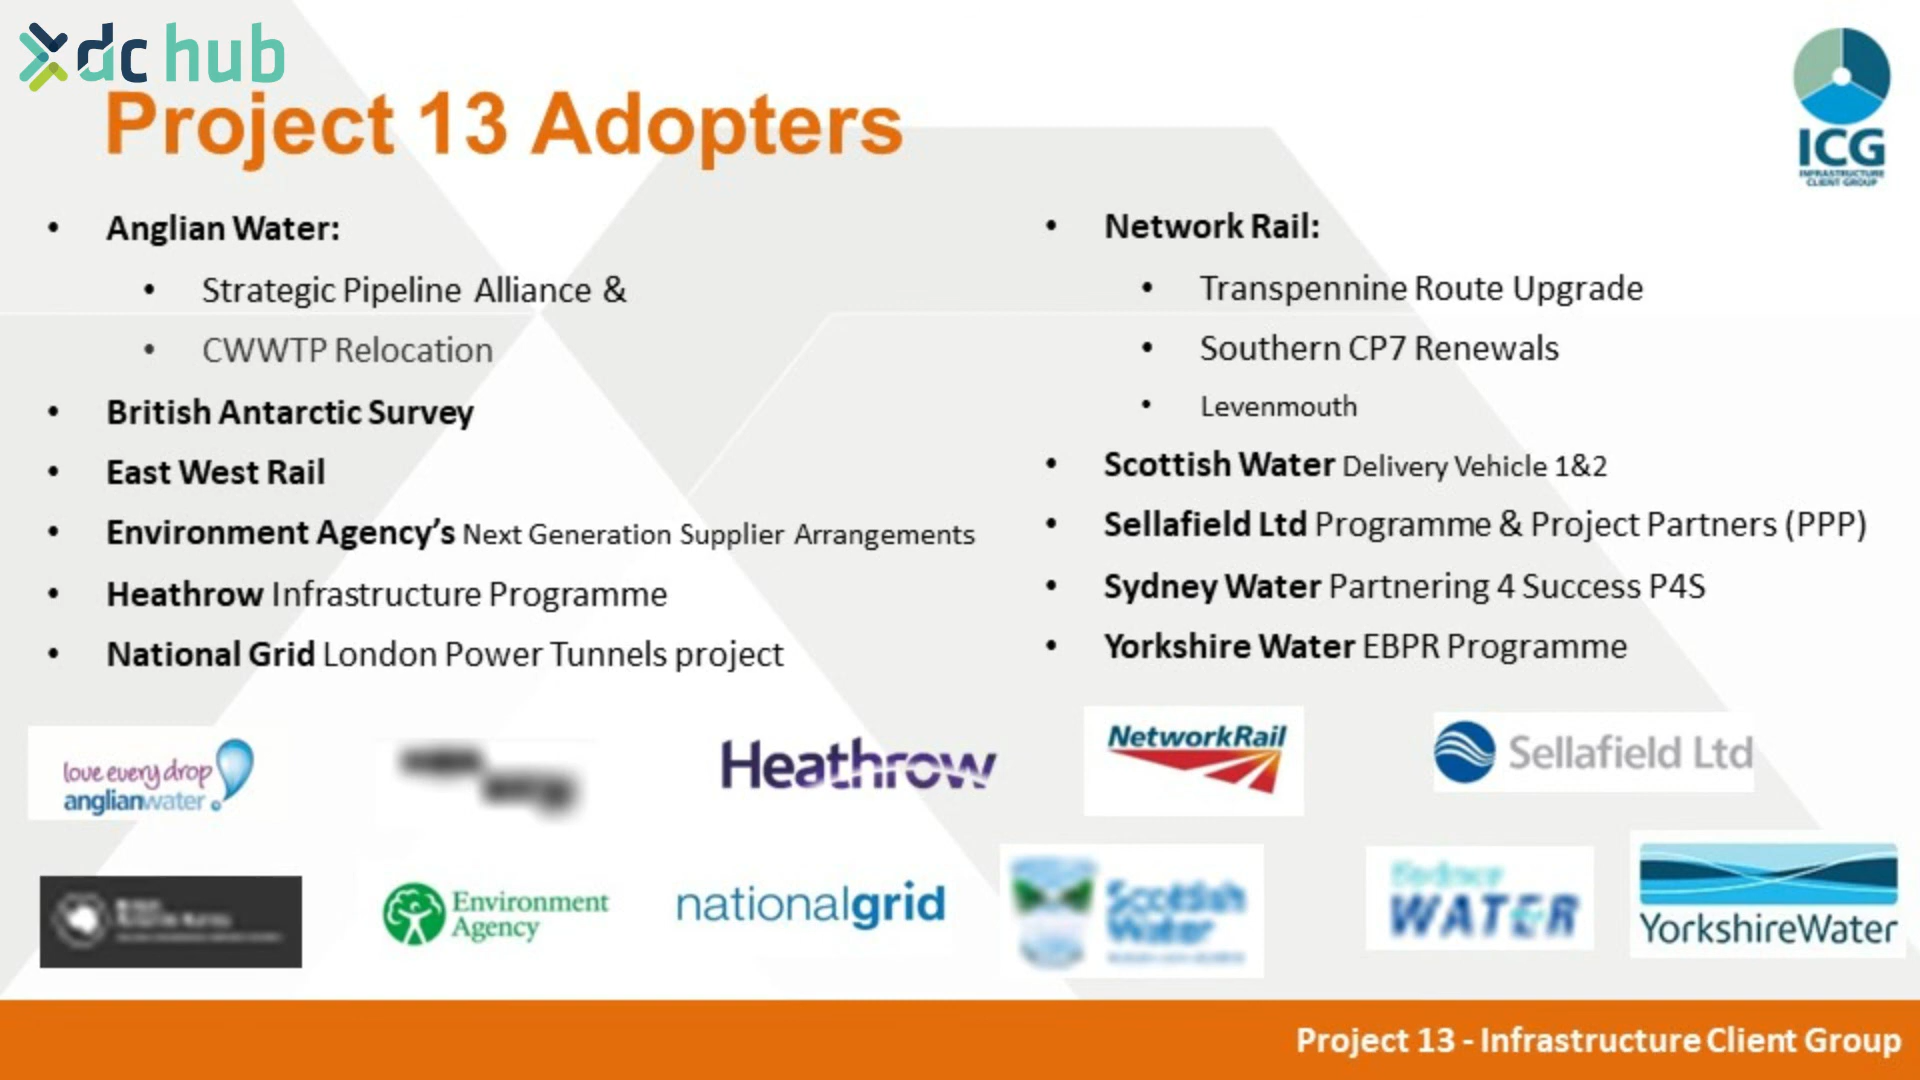 dc hub
Project 13 Adopters
ICG
INFRASTRUCTURE
CLIENT GROUP
• Anglian Water:
• Strategic Pipeline Alliance &
• CWWTP Relocation
• British Antarctic Survey
• East West Rail
• Environment Agency’s Next Generation Supplier Arrangements
• Heathrow Infrastructure Programme
• National Grid London Power Tunnels project
• Network Rail:
• Transpennine Route Upgrade
• Southern CP7 Renewals
• Levenmouth
• Scottish Water Delivery Vehicle 1&2
• Sellafield Ltd Programme & Project Partners (PPP)
• Sydney Water Partnering 4 Success P4S
• Yorkshire Water EBPR Programme
love every drop
anglianwater
Heathrow
NetworkRail
Sellafield Ltd
Environment
Agency
nationalgrid
Scottish
Water
Sydney
WATER
YorkshireWater
Project 13 - Infrastructure Client Group